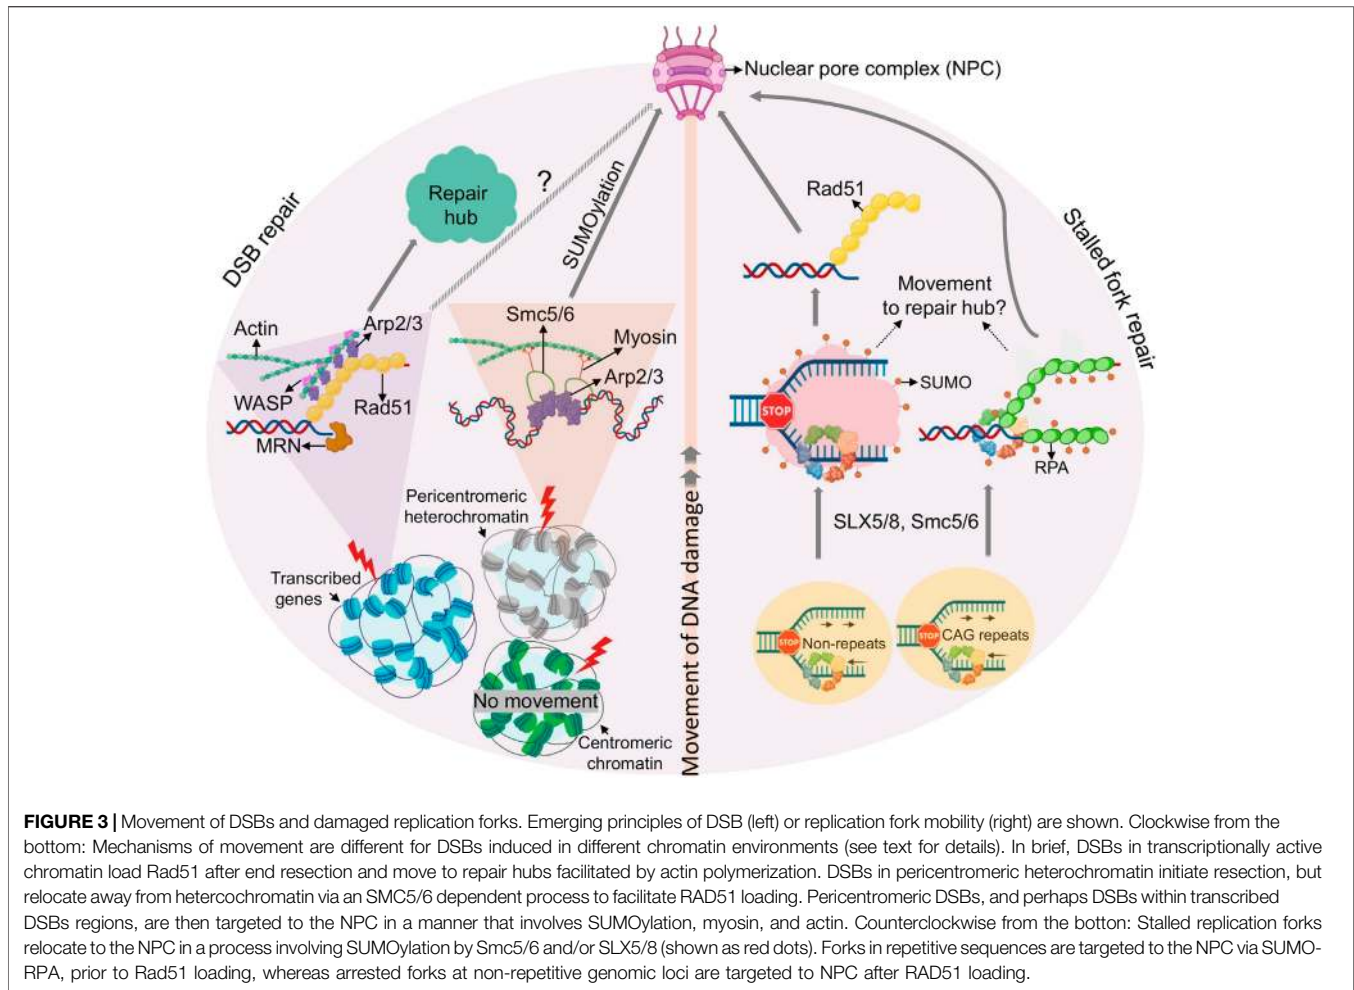 Nuclear pore complex (NPC)
DSB repair
Repair
hub
?
SUMOylation
Rad51
Stalled fork repair
Movement
to repair hub?
Actin
Arp2/3
WASP
Rad51
MRN
Smc5/6
Myosin
Arp2/3
STOP
SUMO
RPA
Movement of DNA damage
SLX5/8, Smc5/6
Pericentromeric
heterochromatin
Transcribed
genes
No movement
Centromeric
chromatin
STOP
Non-repeats
STOP
CAG repeats
FIGURE 3 | Movement of DSBs and damaged replication forks. Emerging principles of DSB (left) or replication fork mobility (right) are shown. Clockwise from the
bottom: Mechanisms of movement are different for DSBs induced in different chromatin environments (see text for details). In brief, DSBs in transcriptionally active
chromatin load Rad51 after end resection and move to repair hubs facilitated by actin polymerization. DSBs in pericentromeric heterochromatin initiate resection, but
relocate away from hetercochromatin via an SMC5/6 dependent process to facilitate RAD51 loading. Pericentromeric DSBs, and perhaps DSBs within transcribed
DSBs regions, are then targeted to the NPC in a manner that involves SUMOylation, myosin, and actin. Counterclockwise from the botton: Stalled replication forks
relocate to the NPC in a process involving SUMOylation by Smc5/6 and/or SLX5/8 (shown as red dots). Forks in repetitive sequences are targeted to the NPC via SUMO-
RPA, prior to Rad51 loading, whereas arrested forks at non-repetitive genomic loci are targeted to NPC after RAD51 loading.